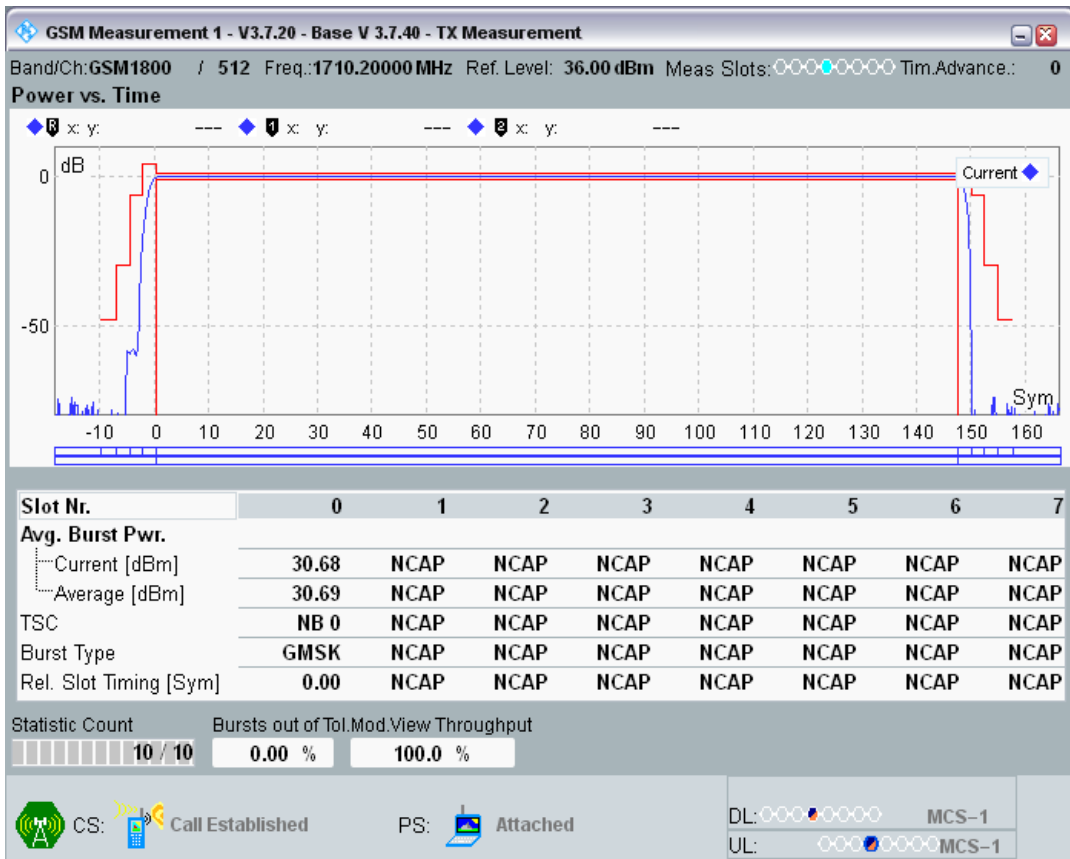 GSM Measurement 1 - V3.7.20 - Base V 3.7.40 - TX Measurement
Band/Ch:GSM1800 / 512 Freq.:1710.20000 MHz Ref. Level: 36.00 dBm Meas Slots: Tim.Advance.: 0
Power vs. Time
R x: y: --- 1 x: y: --- 2 x: y: ---
dB
Current
0
-50
Sym
-10 0 10 20 30 40 50 60 70 80 90 100 110 120 130 140 150 160
Slot Nr. 0 1 2 3 4 5 6 7
Avg. Burst Pwr.
Current [dBm] 30.68 NCAP NCAP NCAP NCAP NCAP NCAP NCAP
Average [dBm] 30.69 NCAP NCAP NCAP NCAP NCAP NCAP NCAP
TSC NB 0 NCAP NCAP NCAP NCAP NCAP NCAP NCAP
Burst Type GMSK NCAP NCAP NCAP NCAP NCAP NCAP NCAP
Rel. Slot Timing [Sym] 0.00 NCAP NCAP NCAP NCAP NCAP NCAP NCAP
Statistic Count Bursts out of Tol.Mod.View Throughput
10 / 10 0.00 % 100.0 %
CS: Call Established PS: Attached
DL: MCS-1
UL: MCS-1